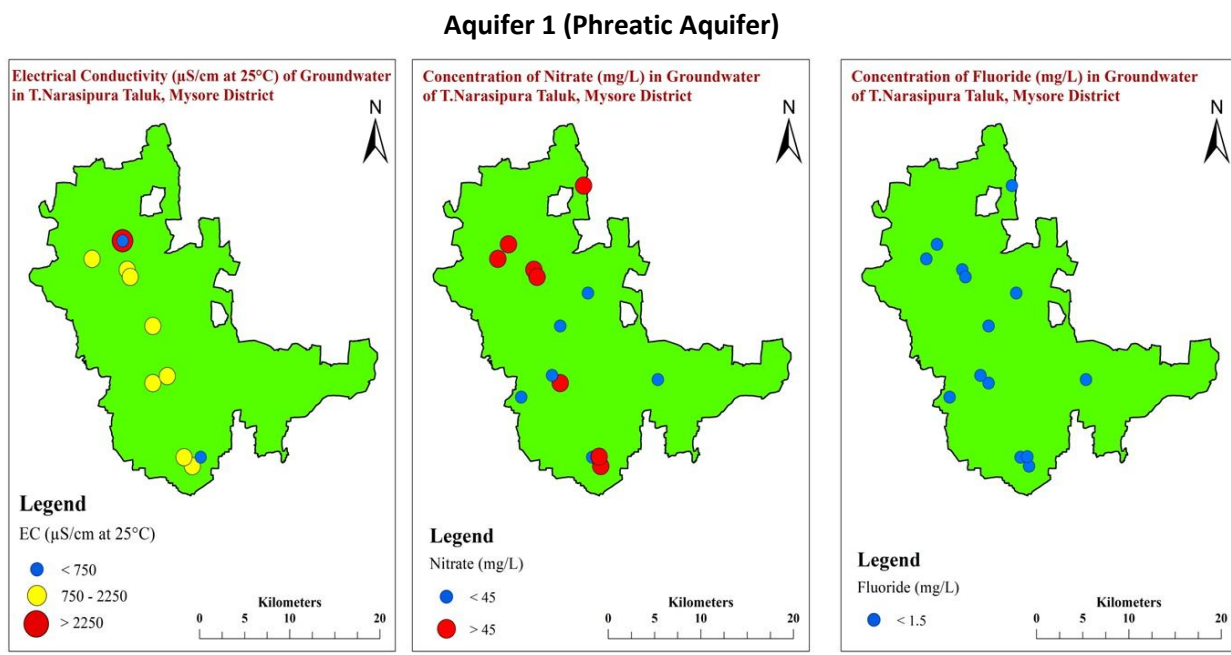 Aquifer 1 (Phreatic Aquifer)
Electrical Conductivity (µS/cm at 25°C) of Groundwater
in T.Narasipura Taluk, Mysore District
N
Legend
EC (µS/cm at 25°C)
< 750
750 - 2250
> 2250
Kilometers
0 5 10 20
Concentration of Nitrate (mg/L) in Groundwater
of T.Narasipura Taluk, Mysore District
N
Legend
Nitrate (mg/L)
< 45
> 45
Kilometers
0 5 10 20
Concentration of Fluoride (mg/L) in Groundwater
of T.Narasipura Taluk, Mysore District
N
Legend
Fluoride (mg/L)
< 1.5
Kilometers
0 5 10 20